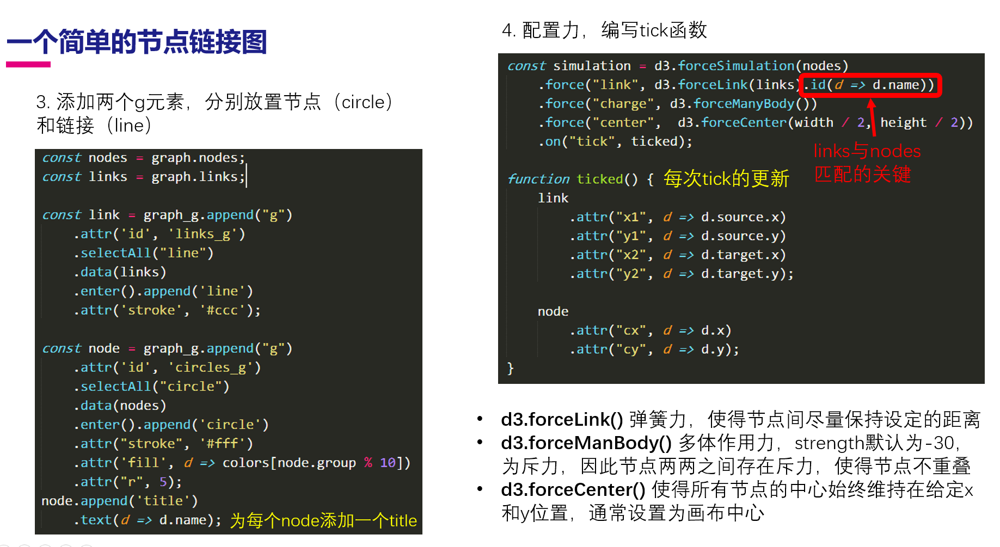 一个简单的节点链接图
3. 添加两个g元素，分别放置节点（circle）
和链接（line）
const nodes = graph.nodes;
const links = graph.links;
const link = graph_g.append("g")
.attr('id', 'links_g')
.selectAll("line")
.data(links)
.enter().append('line')
.attr('stroke', '#ccc');
const node = graph_g.append("g")
.attr('id', 'circles_g')
.selectAll("circle")
.data(nodes)
.enter().append('circle')
.attr("stroke", '#fff')
.attr('fill', d => colors[node.group % 10])
.attr("r", 5);
node.append('title')
.text(d => d.name); 为每个node添加一个title
4. 配置力，编写tick函数
const simulation = d3.forceSimulation(nodes)
.force("link", d3.forceLink(links).id(d => d.name))
.force("charge", d3.forceManyBody())
.force("center", d3.forceCenter(width / 2, height / 2))
.on("tick", ticked);
links与nodes
匹配的关键
function ticked() { 每次tick的更新
link
.attr("x1", d => d.source.x)
.attr("y1", d => d.source.y)
.attr("x2", d => d.target.x)
.attr("y2", d => d.target.y);
node
.attr("cx", d => d.x)
.attr("cy", d => d.y);
}
• d3.forceLink() 弹簧力，使得节点间尽量保持设定的距离
• d3.forceManBody() 多体作用力，strength默认为-30，
为斥力，因此节点两两之间存在斥力，使得节点不重叠
• d3.forceCenter() 使得所有节点的中心始终维持在给定x
和y位置，通常设置为画布中心